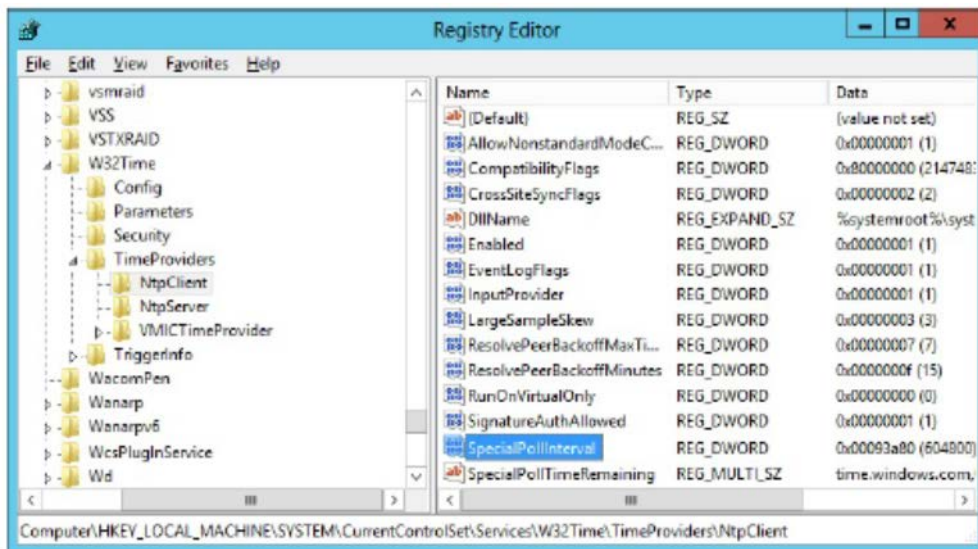 Registry Editor
File Edit View Favorites Help
vsmraid
VSS
VSTXRAID
W32Time
Config
Parameters
Security
TimeProviders
NtpClient
NtpServer
VMICTimeProvider
TriggerInfo
WacomPen
Wanarp
Wanarpv6
WcsPlugInService
Wd
Name Type Data
(Default) REG_SZ (value not set)
AllowNonstandardModeC... REG_DWORD 0x00000001 (1)
CompatibilityFlags REG_DWORD 0x80000000 (2147483
CrossSiteSyncFlags REG_DWORD 0x00000002 (2)
DllName REG_EXPAND_SZ %systemroot%\syst
Enabled REG_DWORD 0x00000001 (1)
EventLogFlags REG_DWORD 0x00000001 (1)
InputProvider REG_DWORD 0x00000001 (1)
LargeSampleSkew REG_DWORD 0x00000003 (3)
ResolvePeerBackoffMaxTi... REG_DWORD 0x00000007 (7)
ResolvePeerBackoffMinutes REG_DWORD 0x0000000f (15)
RunOnVirtualOnly REG_DWORD 0x00000000 (0)
SignatureAuthAllowed REG_DWORD 0x00000001 (1)
SpecialPollInterval REG_DWORD 0x00093a80 (604800)
SpecialPollTimeRemaining REG_MULTI_SZ time.windows.com,
Computer\HKEY_LOCAL_MACHINE\SYSTEM\CurrentControlSet\Services\W32Time\TimeProviders\NtpClient